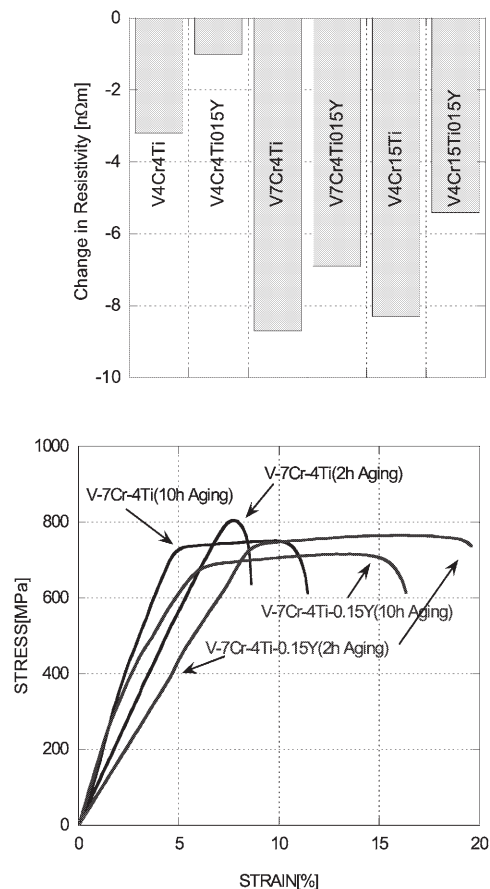 0
-2
-4
-6
-8
-10
Change in Resistivity [nΩm]
V4Cr4Ti
V4Cr4Ti015Y
V7Cr4Ti
V7Cr4Ti015Y
V4Cr15Ti
V4Cr15Ti015Y
1000
800
600
400
200
0
STRESS[MPa]
V-7Cr-4Ti(2h Aging)
V-7Cr-4Ti(10h Aging)
V-7Cr-4Ti-0.15Y(10h Aging)
V-7Cr-4Ti-0.15Y(2h Aging)
0 5 10 15 20
STRAIN[%]